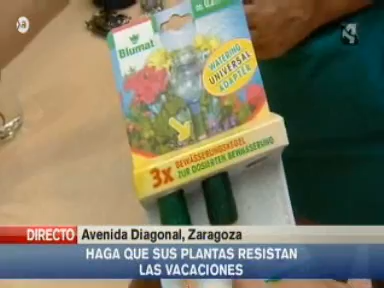 Blumat
WATERING
UNIVERSAL
ADAPTER
3x BEWÄSSERUNGSKEGEL
ZUR DOSIERTEN BEWÄSSERUNG
DIRECTO Avenida Diagonal, Zaragoza
HAGA QUE SUS PLANTAS RESISTAN
LAS VACACIONES